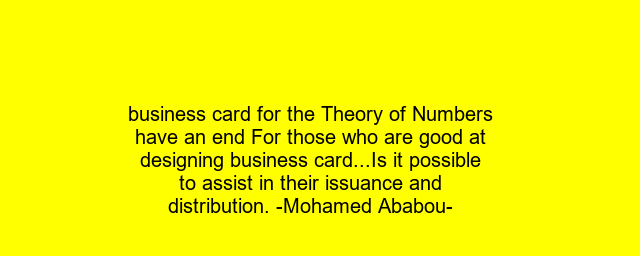 business card for the Theory of Numbers
have an end For those who are good at
designing business card...Is it possible
to assist in their issuance and
distribution. -Mohamed Ababou-